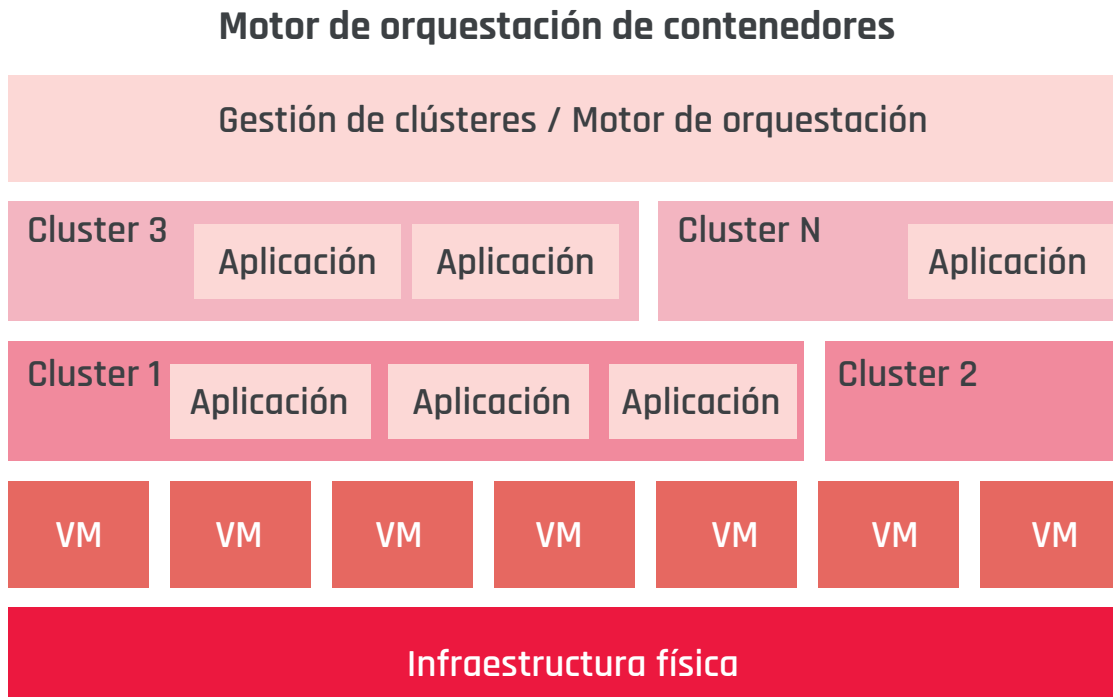 Motor de orquestación de contenedores
Gestión de clústeres / Motor de orquestación
Cluster 3
Aplicación
Aplicación
Cluster N
Aplicación
Cluster 1
Aplicación
Aplicación
Aplicación
Cluster 2
VM
VM
VM
VM
VM
VM
VM
Infraestructura física